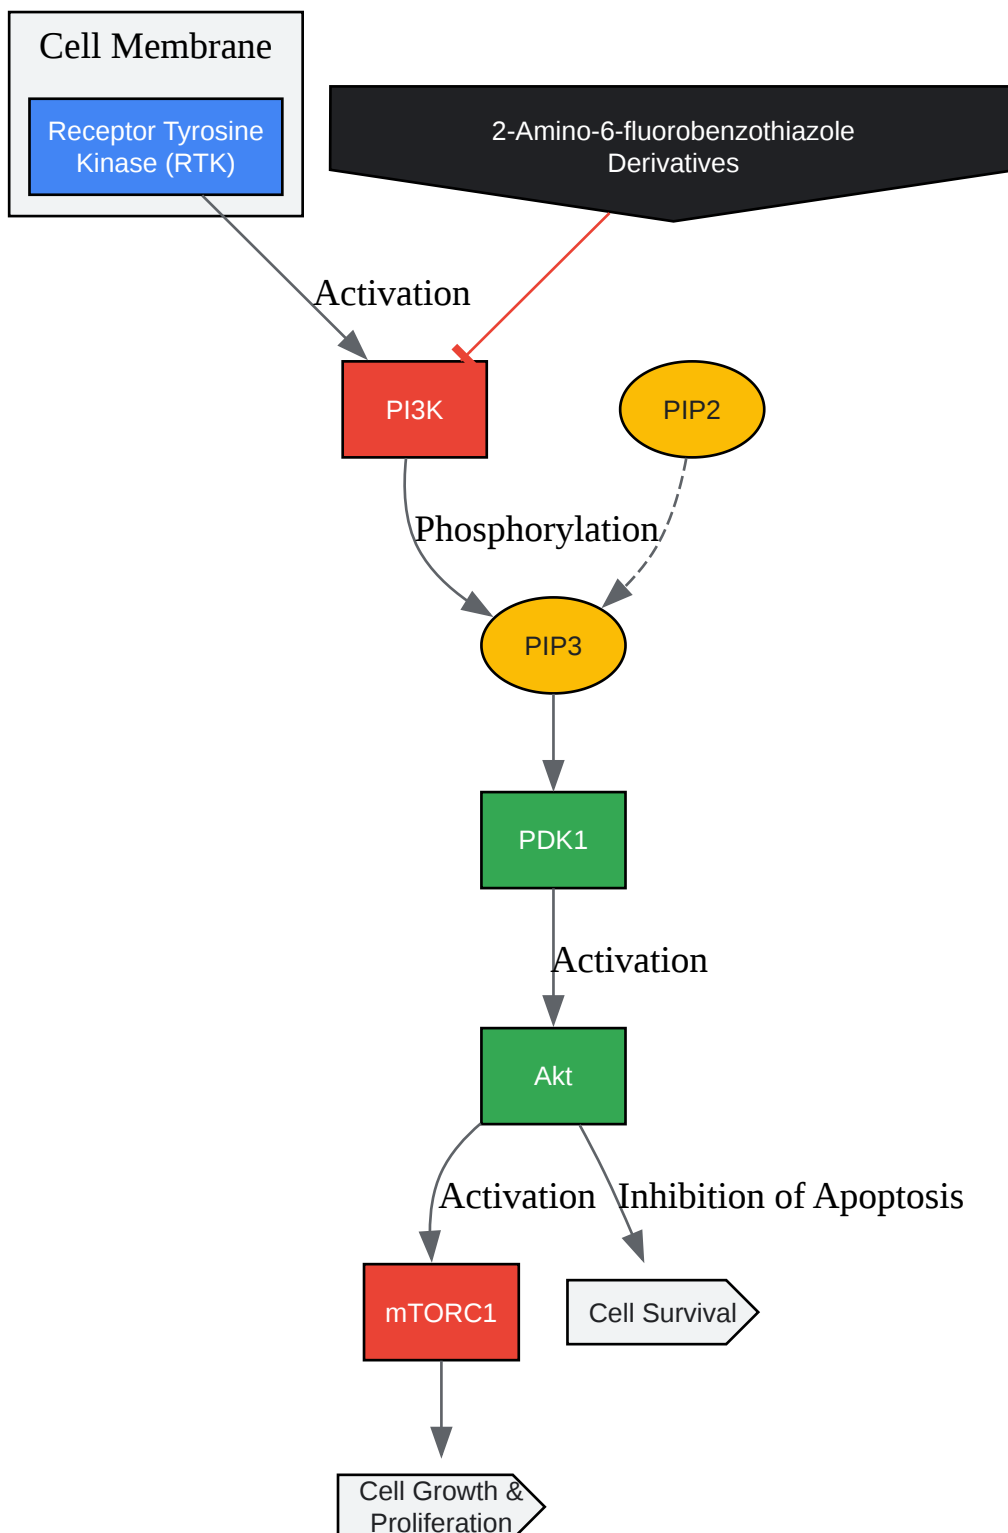 Cell Membrane
Receptor Tyrosine
Kinase (RTK)
2-Amino-6-fluorobenzothiazole
Derivatives
Activation
PI3K
PIP2
Phosphorylation
PIP3
PDK1
Activation
Akt
Activation
Inhibition of Apoptosis
mTORC1
Cell Survival
Cell Growth &
Proliferation